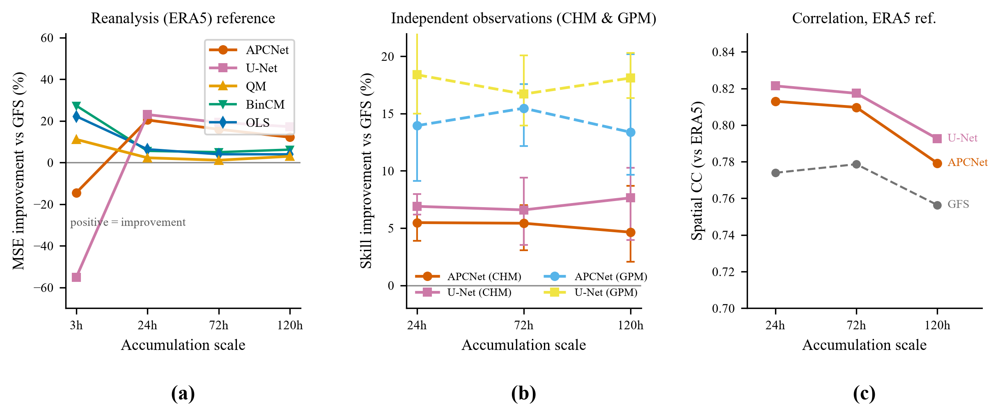 Reanalysis (ERA5) reference
MSE improvement vs GFS (%)
60
40
20
0
−20
−40
−60
APCNet
U-Net
QM
BinCM
OLS
positive = improvement
3h
24h
72h
120h
Accumulation scale
(a)
Independent observations (CHM & GPM)
Skill improvement vs GFS (%)
20
15
10
5
0
APCNet (CHM)
U-Net (CHM)
APCNet (GPM)
U-Net (GPM)
24h
72h
120h
Accumulation scale
(b)
Correlation, ERA5 ref.
Spatial CC (vs ERA5)
0.84
0.82
0.80
0.78
0.76
0.74
0.72
0.70
U-Net
APCNet
GFS
24h
72h
120h
Accumulation scale
(c)